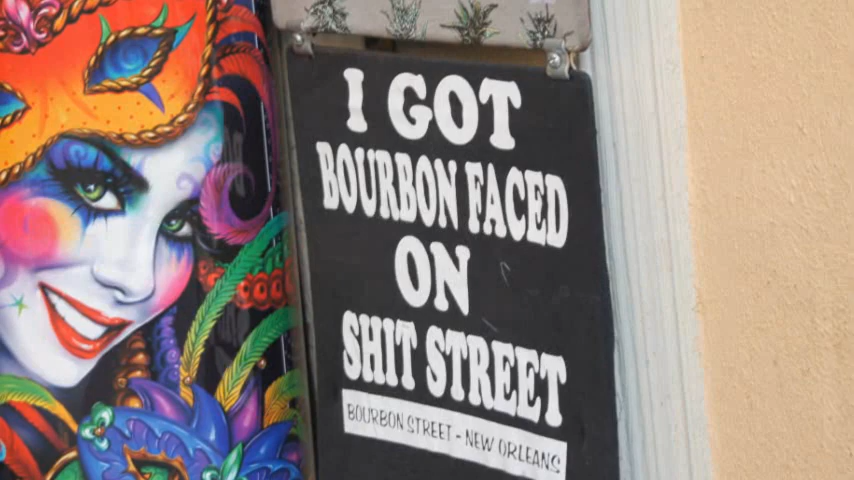 I GOT
BOURBON FACED
ON
SHIT STREET
BOURBON STREET - NEW ORLEANS